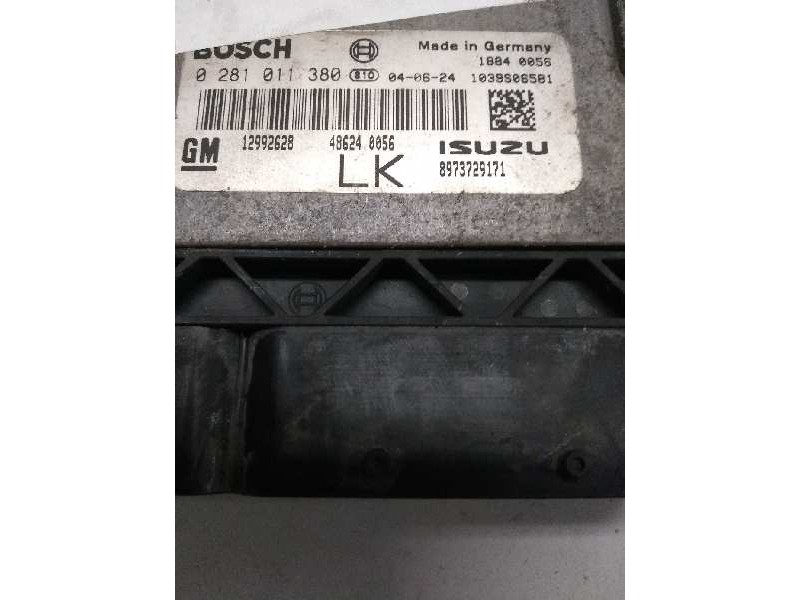 BOSCH
Made in Germany
1884 0056
0 281 011 380 810 04-06-24 1039S06581
GM 12992628 48624 0056 ISUZU
LK 8973729171